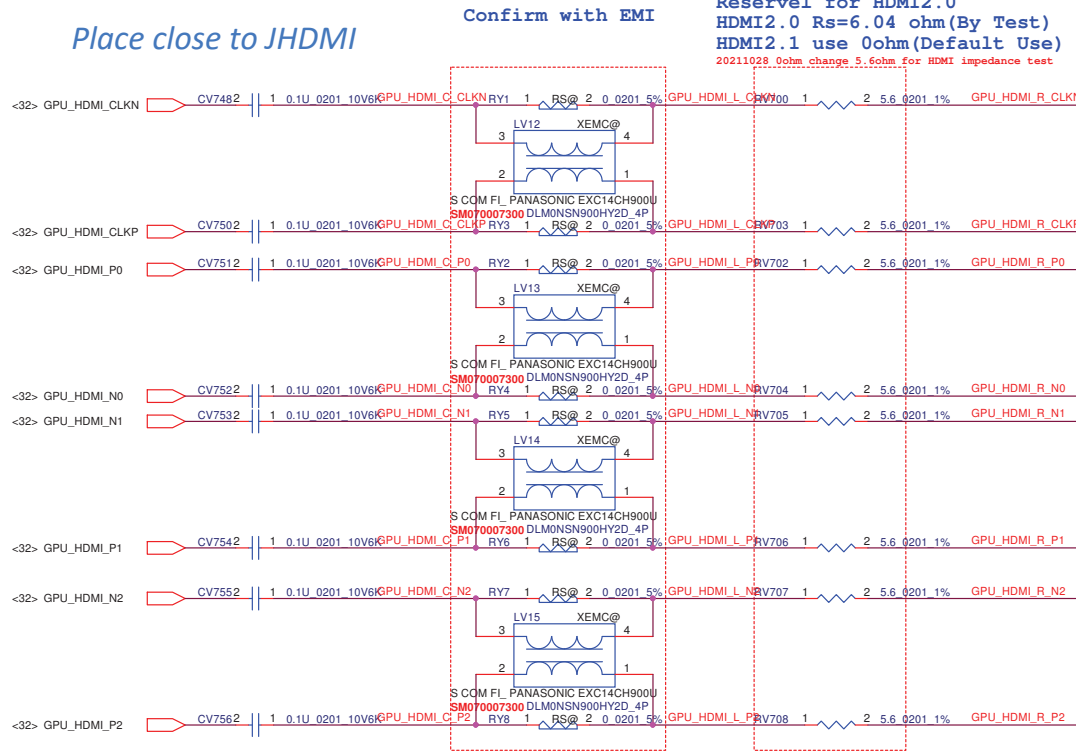 Reservel for HDMI2.0
Confirm with EMI
HDMI2.0 Rs=6.04 ohm(By Test)
Place close to JHDMI
HDMI2.1 use 0ohm(Default Use)
20211028 0ohm change 5.6ohm for HDMI impedance test
<32> GPU_HDMI_CLKN CV748 2 1 0.1U_0201_10V6K GPU_HDMI_C_CLKN RY1 1 RS@ 2 0_0201_5% GPU_HDMI_L_CLKN RV700 1 2 5.6_0201_1% GPU_HDMI_R_CLKN
LV12 XEMC@
3 4
2 1
S COM FI_ PANASONIC EXC14CH900U
SM070007300 DLM0NSN900HY2D_4P
<32> GPU_HDMI_CLKP CV750 2 1 0.1U_0201_10V6K GPU_HDMI_C_CLKP RY3 1 RS@ 2 0_0201_5% GPU_HDMI_L_CLKP RV703 1 2 5.6_0201_1% GPU_HDMI_R_CLKP
<32> GPU_HDMI_P0 CV751 2 1 0.1U_0201_10V6K GPU_HDMI_C_P0 RY2 1 RS@ 2 0_0201_5% GPU_HDMI_L_P0 RV702 1 2 5.6_0201_1% GPU_HDMI_R_P0
LV13 XEMC@
3 4
2 1
S COM FI_ PANASONIC EXC14CH900U
SM070007300 DLM0NSN900HY2D_4P
<32> GPU_HDMI_N0 CV752 2 1 0.1U_0201_10V6K GPU_HDMI_C_N0 RY4 1 RS@ 2 0_0201_5% GPU_HDMI_L_N0 RV704 1 2 5.6_0201_1% GPU_HDMI_R_N0
<32> GPU_HDMI_N1 CV753 2 1 0.1U_0201_10V6K GPU_HDMI_C_N1 RY5 1 RS@ 2 0_0201_5% GPU_HDMI_L_N1 RV705 1 2 5.6_0201_1% GPU_HDMI_R_N1
LV14 XEMC@
3 4
2 1
S COM FI_ PANASONIC EXC14CH900U
SM070007300 DLM0NSN900HY2D_4P
<32> GPU_HDMI_P1 CV754 2 1 0.1U_0201_10V6K GPU_HDMI_C_P1 RY6 1 RS@ 2 0_0201_5% GPU_HDMI_L_P1 RV706 1 2 5.6_0201_1% GPU_HDMI_R_P1
<32> GPU_HDMI_N2 CV755 2 1 0.1U_0201_10V6K GPU_HDMI_C_N2 RY7 1 RS@ 2 0_0201_5% GPU_HDMI_L_N2 RV707 1 2 5.6_0201_1% GPU_HDMI_R_N2
LV15 XEMC@
3 4
2 1
S COM FI_ PANASONIC EXC14CH900U
SM070007300 DLM0NSN900HY2D_4P
<32> GPU_HDMI_P2 CV756 2 1 0.1U_0201_10V6K GPU_HDMI_C_P2 RY8 1 RS@ 2 0_0201_5% GPU_HDMI_L_P2 RV708 1 2 5.6_0201_1% GPU_HDMI_R_P2